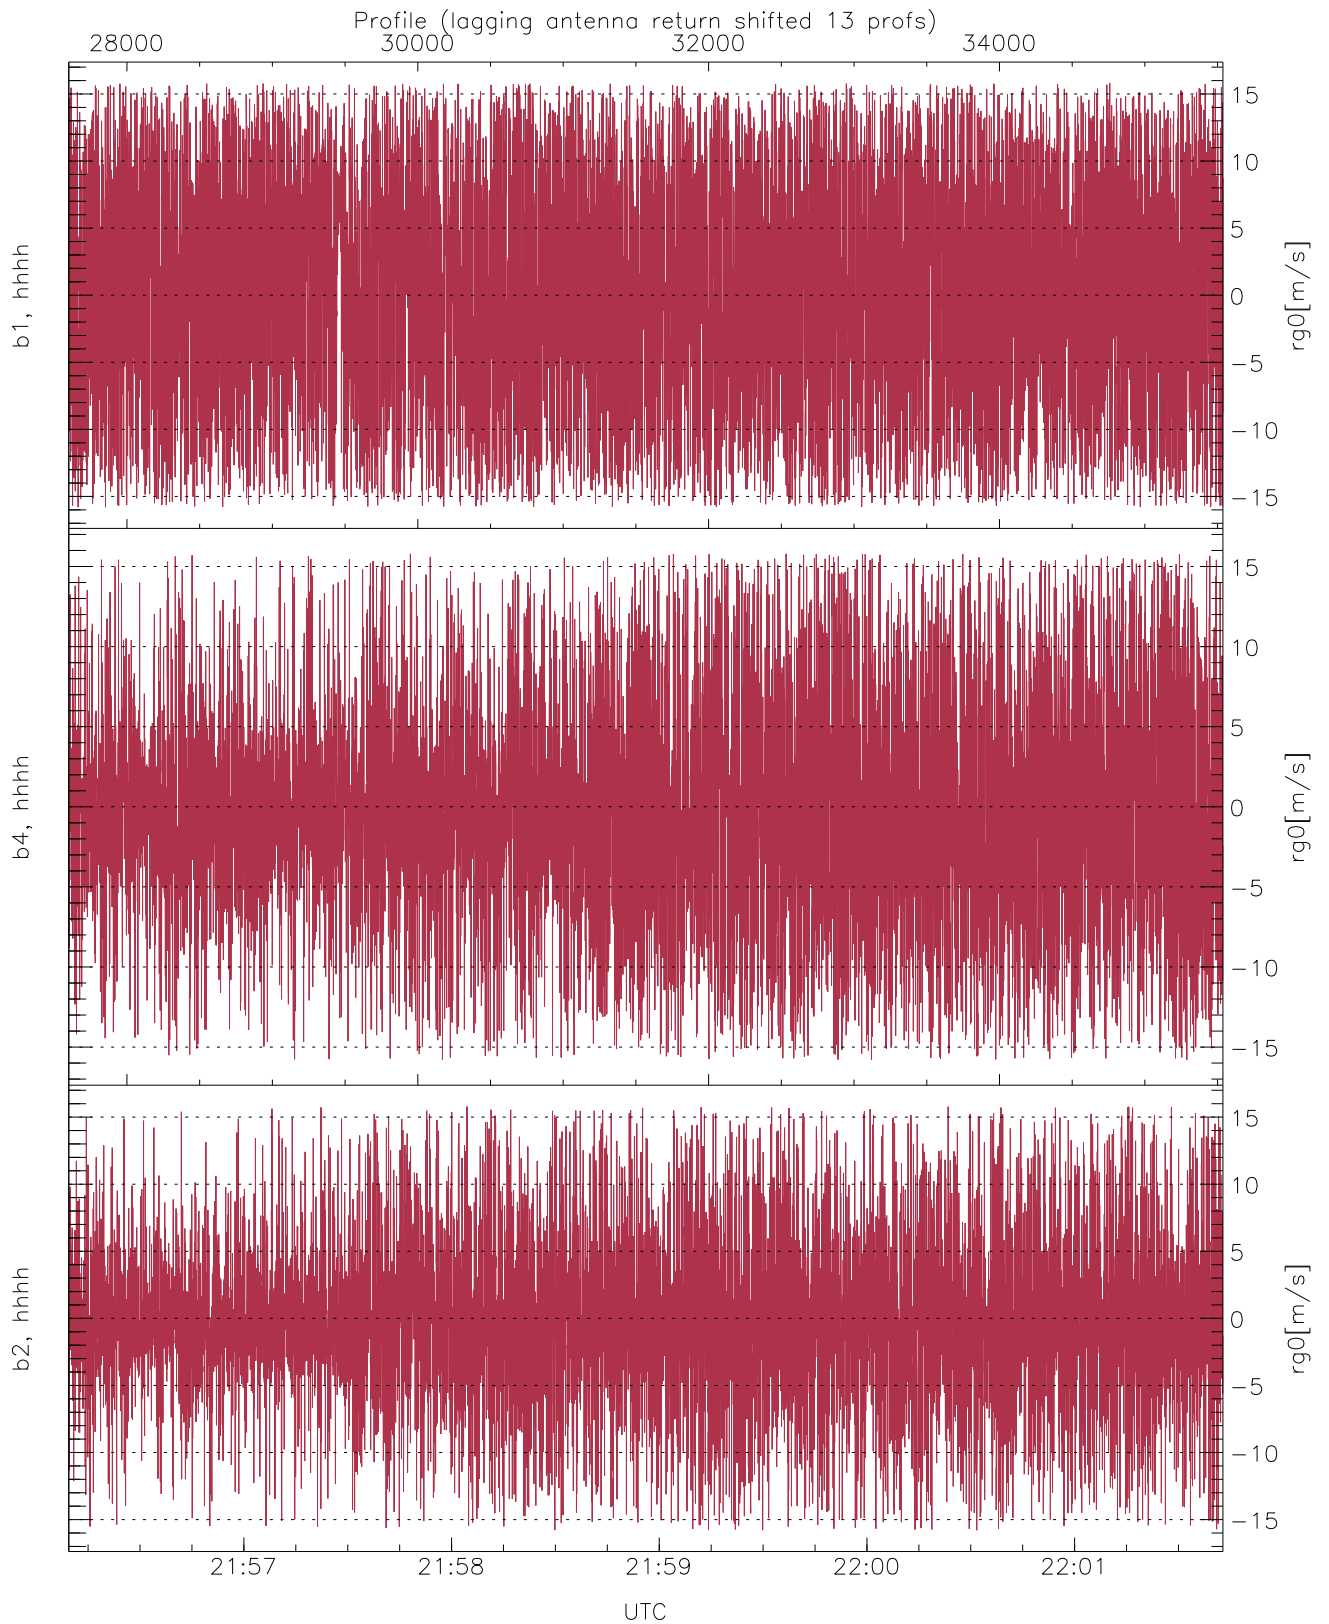 Profile (lagging antenna return shifted 13 profs)
28000 30000 32000 34000
b1, hhhh
15
10
5
0
−5
−10
−15
rg0[m/s]
b4, hhhh
15
10
5
0
−5
−10
−15
rg0[m/s]
b2, hhhh
15
10
5
0
−5
−10
−15
rg0[m/s]
21:57 21:58 21:59 22:00 22:01
UTC